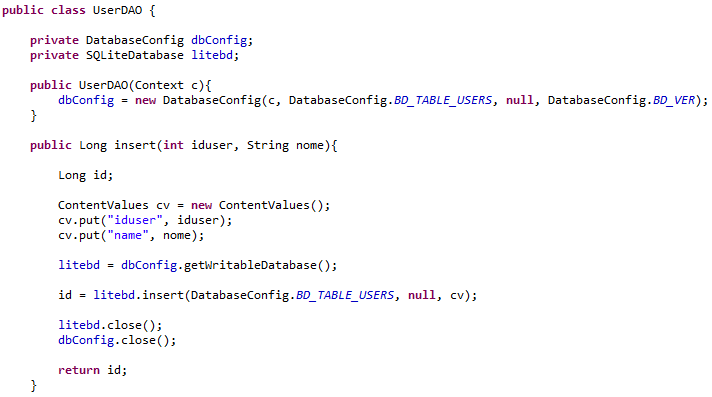 public class UserDAO {
private DatabaseConfig dbConfig;
private SQLiteDatabase litebd;
public UserDAO(Context c){
dbConfig = new DatabaseConfig(c, DatabaseConfig.BD_TABLE_USERS, null, DatabaseConfig.BD_VER);
}
public Long insert(int iduser, String nome){
Long id;
ContentValues cv = new ContentValues();
cv.put("iduser", iduser);
cv.put("name", nome);
litebd = dbConfig.getWritableDatabase();
id = litebd.insert(DatabaseConfig.BD_TABLE_USERS, null, cv);
litebd.close();
dbConfig.close();
return id;
}